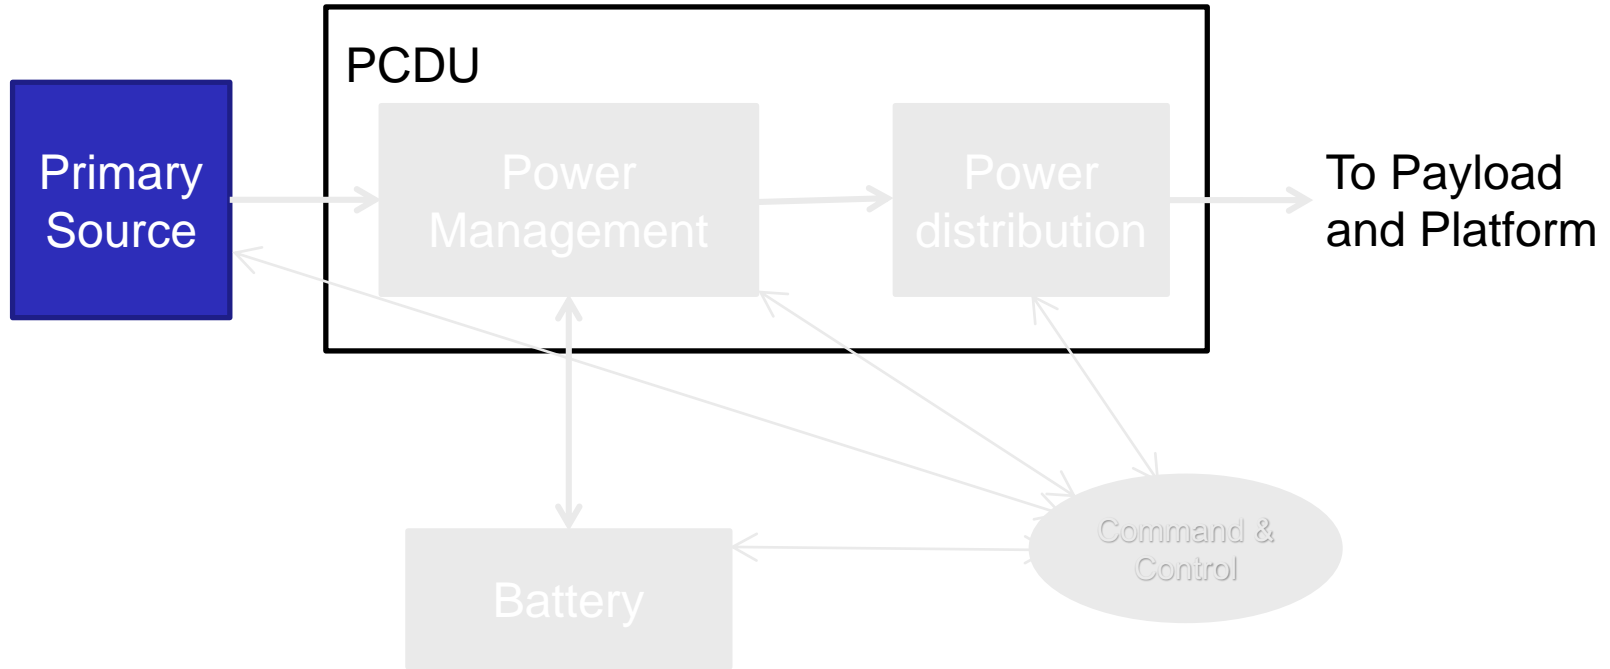 PCDU
Primary
Source
Power
Management
Power
distribution
To Payload
and Platform
Command &
Control
Battery